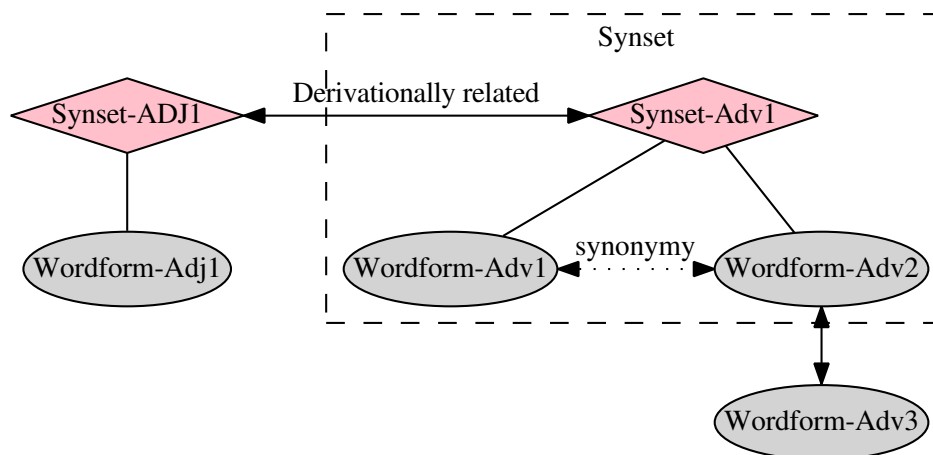 Synset
Derivationally related
Synset-ADJ1
Synset-Adv1
synonymy
Wordform-Adj1
Wordform-Adv1
Wordform-Adv2
Wordform-Adv3